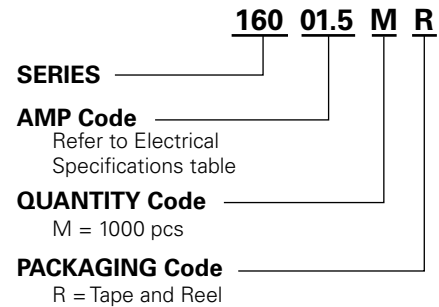 160 01.5 M R
SERIES
AMP Code
Refer to Electrical
Specifications table
QUANTITY Code
M = 1000 pcs
PACKAGING Code
R = Tape and Reel